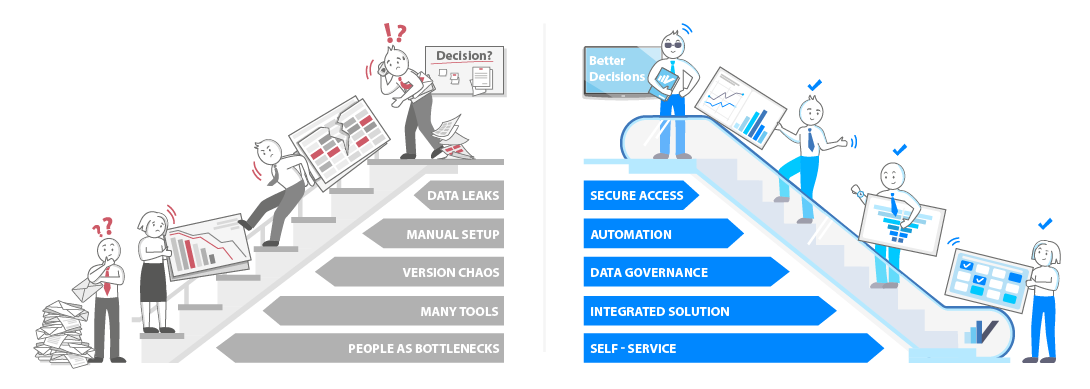 !?
Decision?
DATA LEAKS
MANUAL SETUP
VERSION CHAOS
MANY TOOLS
PEOPLE AS BOTTLENECKS
??
Better
Decisions
SECURE ACCESS
AUTOMATION
DATA GOVERNANCE
INTEGRATED SOLUTION
SELF - SERVICE